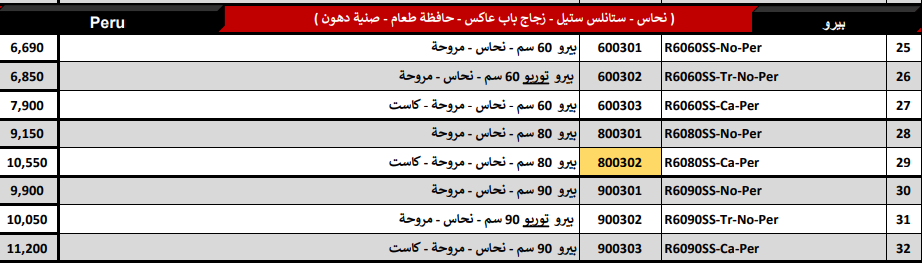 بيرو ( نحاس - ستانلس ستيل - زجاج باب عاكس - حافظة طعام - صنية دهون ) Peru
25 R6060SS-No-Per 600301 بيرو 60 سم - نحاس - مروحة 6,690
26 R6060SS-Tr-No-Per 600302 بيرو توربو 60 سم - نحاس - مروحة 6,850
27 R6060SS-Ca-Per 600303 بيرو 60 سم - نحاس - مروحة - كاست 7,900
28 R6080SS-No-Per 800301 بيرو 80 سم - نحاس - مروحة 9,150
29 R6080SS-Ca-Per 800302 بيرو 80 سم - نحاس - مروحة - كاست 10,550
30 R6090SS-No-Per 900301 بيرو 90 سم - نحاس - مروحة 9,900
31 R6090SS-Tr-No-Per 900302 بيرو توربو 90 سم - نحاس - مروحة 10,050
32 R6090SS-Ca-Per 900303 بيرو 90 سم - نحاس - مروحة - كاست 11,200